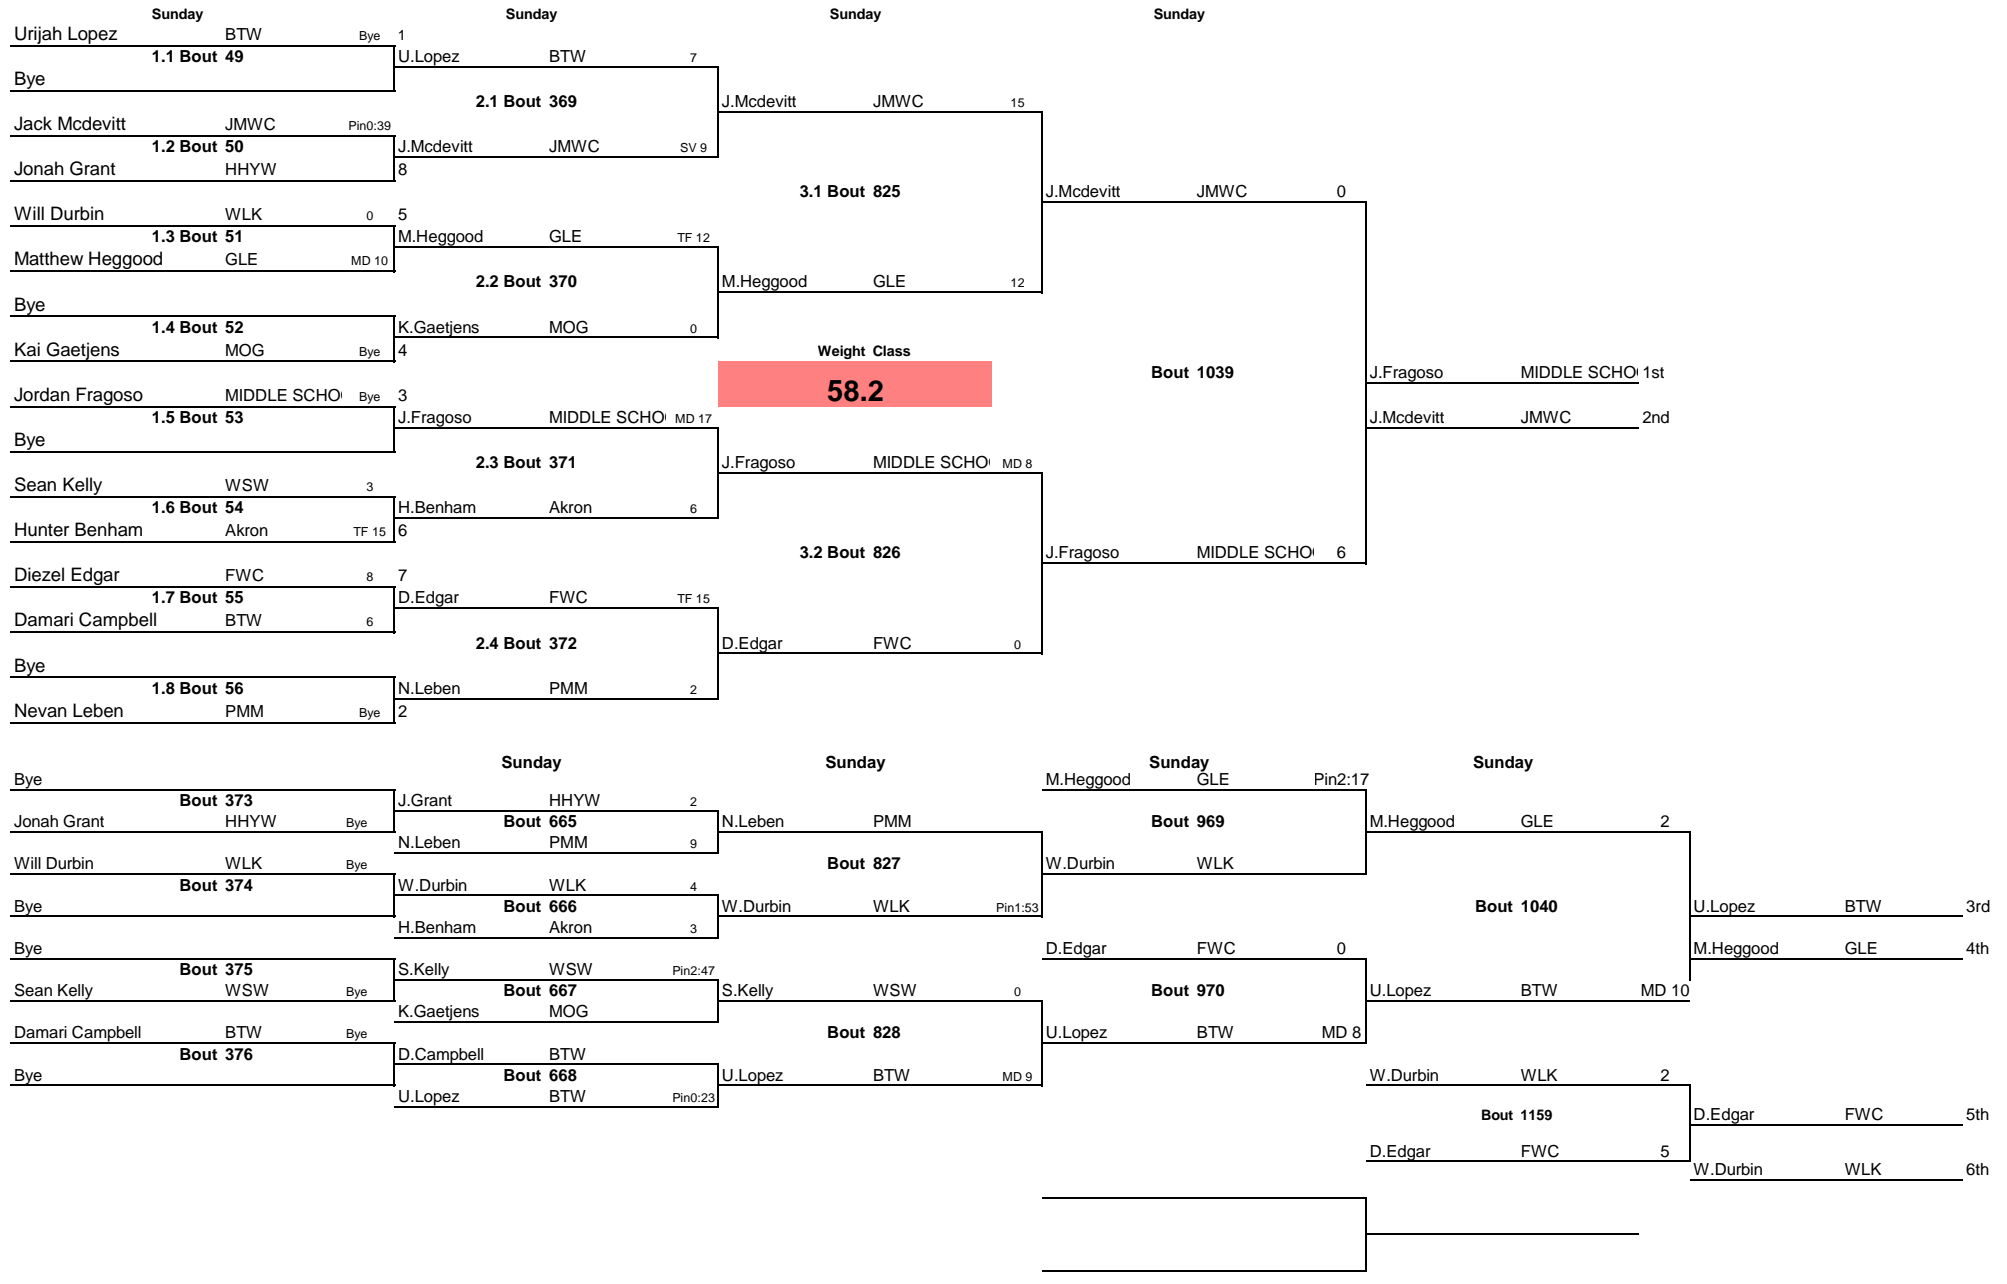 Sunday Sunday Sunday Sunday
Urijah Lopez BTW Bye 1
1.1 Bout 49 U.Lopez BTW 7
Bye
2.1 Bout 369 J.Mcdevitt JMWC 15
Jack Mcdevitt JMWC Pin0:39
1.2 Bout 50 J.Mcdevitt JMWC SV 9
Jonah Grant HHYW 8
3.1 Bout 825 J.Mcdevitt JMWC 0
Will Durbin WLK 0 5
1.3 Bout 51 M.Heggood GLE TF 12
Matthew Heggood GLE MD 10
2.2 Bout 370 M.Heggood GLE 12
Bye
1.4 Bout 52 K.Gaetjens MOG 0
Kai Gaetjens MOG Bye 4 Weight Class
Bout 1039 J.Fragoso MIDDLE SCHO 1st
58.2
Jordan Fragoso MIDDLE SCHO Bye 3
1.5 Bout 53 J.Fragoso MIDDLE SCHO MD 17 J.Mcdevitt JMWC 2nd
Bye
2.3 Bout 371 J.Fragoso MIDDLE SCHO MD 8
Sean Kelly WSW 3
1.6 Bout 54 H.Benham Akron 6
Hunter Benham Akron TF 15 6
3.2 Bout 826 J.Fragoso MIDDLE SCHO 6
Diezel Edgar FWC 8 7
1.7 Bout 55 D.Edgar FWC TF 15
Damari Campbell BTW 6
2.4 Bout 372 D.Edgar FWC 0
Bye
1.8 Bout 56 N.Leben PMM 2
Nevan Leben PMM Bye 2
Sunday Sunday Sunday Sunday
Bye M.Heggood GLE Pin2:17
Bout 373 J.Grant HHYW 2
Jonah Grant HHYW Bye Bout 665 N.Leben PMM Bout 969 M.Heggood GLE 2
N.Leben PMM 9
Will Durbin WLK Bye Bout 827 W.Durbin WLK
Bout 374 W.Durbin WLK 4
Bye Bout 666 W.Durbin WLK Pin1:53 Bout 1040 U.Lopez BTW 3rd
H.Benham Akron 3
Bye D.Edgar FWC 0 M.Heggood GLE 4th
Bout 375 S.Kelly WSW Pin2:47
Sean Kelly WSW Bye Bout 667 S.Kelly WSW 0 Bout 970 U.Lopez BTW MD 10
K.Gaetjens MOG
Damari Campbell BTW Bye Bout 828 U.Lopez BTW MD 8
Bout 376 D.Campbell BTW
Bye Bout 668 U.Lopez BTW MD 9 W.Durbin WLK 2
U.Lopez BTW Pin0:23
Bout 1159 D.Edgar FWC 5th
D.Edgar FWC 5
W.Durbin WLK 6th